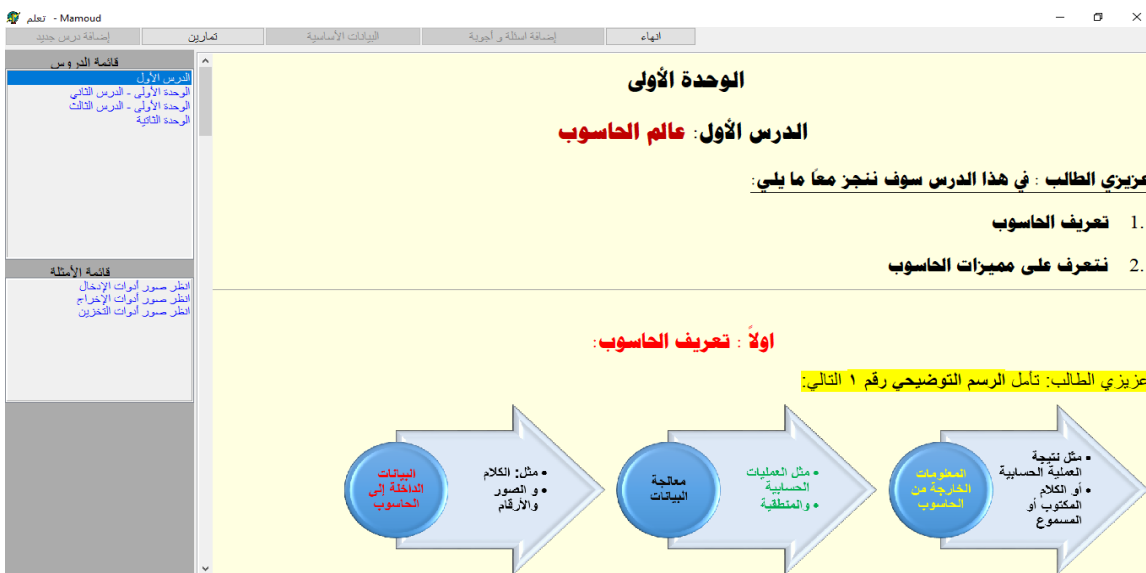 تعلم - Mamoud
إضافة درس جديد
تمارين
البيانات الأساسية
إضافة اسئلة و أجوبة
انهاء
قائمة الدروس
الدرس الأول
الوحدة الأولى - الدرس الثاني
الوحدة الأولى - الدرس الثالث
الوحدة الثانية
قائمة الأمثلة
انظر صور أدوات الإدخال
انظر صور أدوات الإخراج
انظر صور أدوات التخزين
الوحدة الأولى
الدرس الأول: عالم الحاسوب
عزيزي الطالب : في هذا الدرس سوف ننجز معاً ما يلي:
1. تعريف الحاسوب
2. نتعرف على مميزات الحاسوب
اولاً : تعريف الحاسوب:
عزيزي الطالب: تأمل الرسم التوضيحي رقم ١ التالي:
البيانات
الداخلة إلى
الحاسوب
• مثل: الكلام
• و الصور
والأرقام
معالجة
البيانات
• مثل العمليات
الحسابية
• والمنطقية
المعلومات
الخارجة من
الحاسوب
• مثل نتيجة
العملية الحسابية
• أو الكلام
المكتوب أو
المسموع